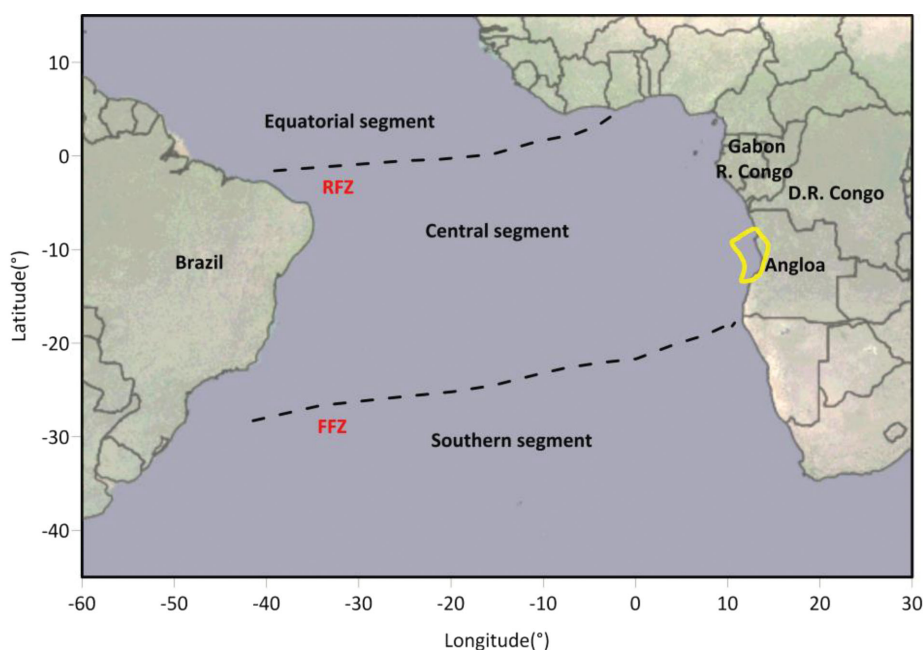 10
0
-10
-20
-30
-40
Latitude(°)
Equatorial segment
RFZ
Gabon
R. Congo
D.R. Congo
Central segment
Brazil
Angloa
FFZ
Southern segment
-60
-50
-40
-30
-20
-10
0
10
20
30
Longitude(°)